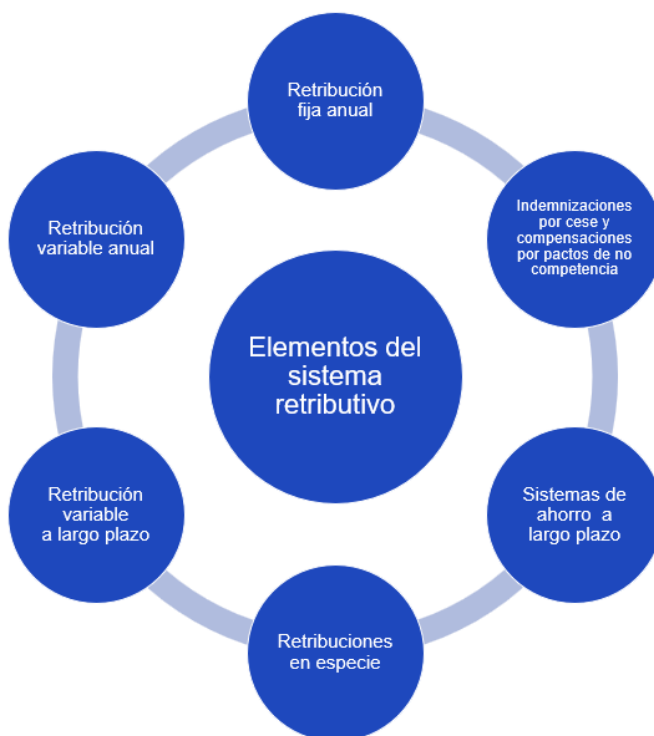 Retribución
fija anual
Indemnizaciones
por cese y
compensaciones
por pactos de no
competencia
Sistemas de
ahorro a
largo plazo
Retribuciones
en especie
Retribución
variable
a largo plazo
Retribución
variable anual
Elementos del
sistema
retributivo